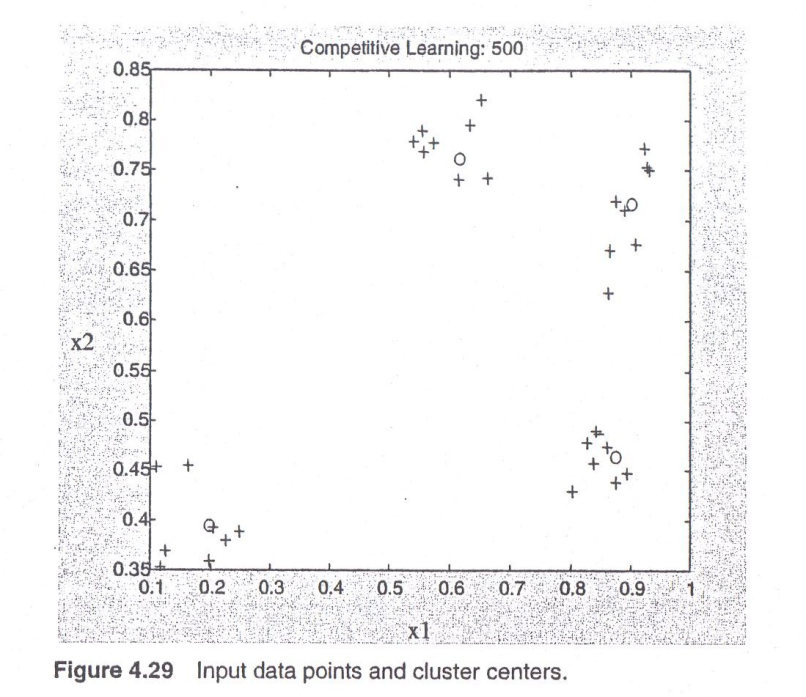 Competitive Learning: 500
0.85
0.8
0.75
0.7
0.65
0.6
x2
0.55
0.5
0.45
0.4
0.35
0.1 0.2 0.3 0.4 0.5 0.6 0.7 0.8 0.9 1
x1
Figure 4.29 Input data points and cluster centers.